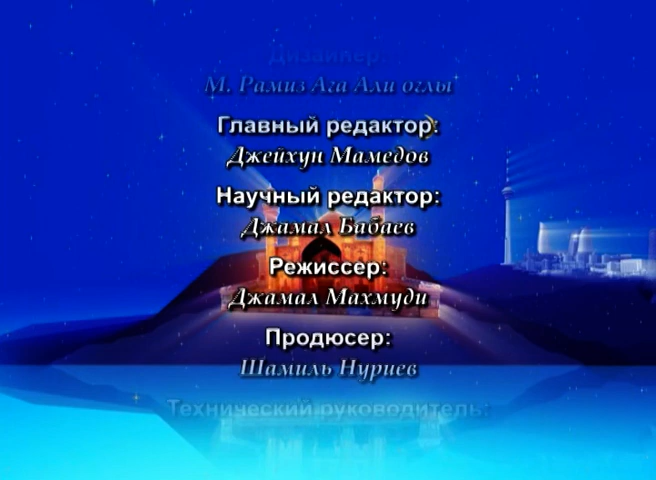 Дизайнер:
М. Рамиз Ага Али оглы
Главный редактор:
Джейхун Мамедов
Научный редактор:
Джамал Бабаев
Режиссер:
Джамал Махмуди
Продюсер:
Шамиль Нуриев
Технический руководитель: